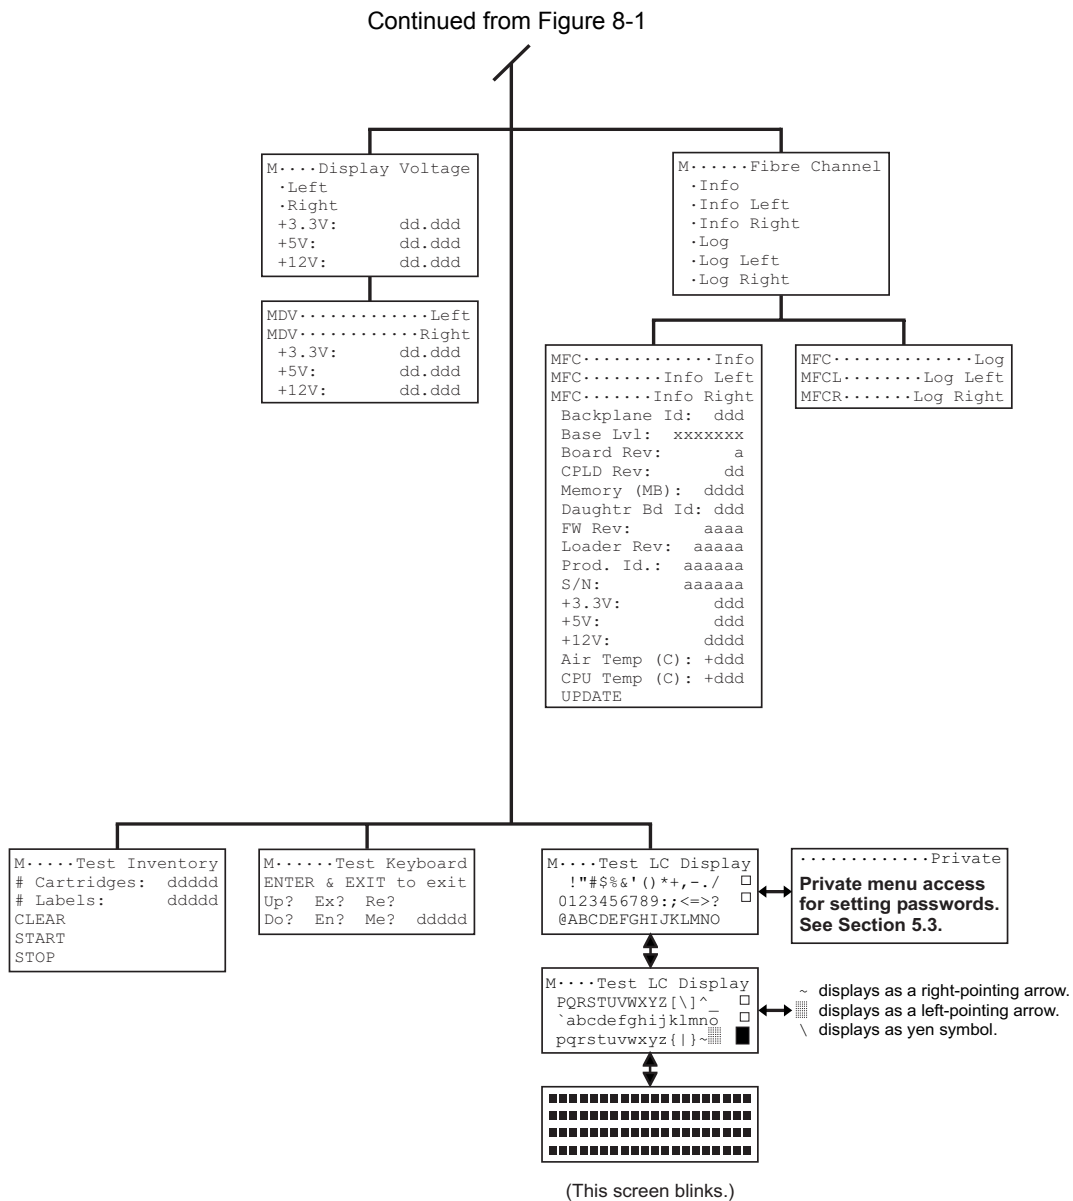 Continued from Figure 8-1
M····Display Voltage
·Left
·Right
+3.3V: dd.ddd
+5V: dd.ddd
+12V: dd.ddd
MDV·············Left
MDV············Right
+3.3V: dd.ddd
+5V: dd.ddd
+12V: dd.ddd
M······Fibre Channel
·Info
·Info Left
·Info Right
·Log
·Log Left
·Log Right
MFC·············Info
MFC········Info Left
MFC·······Info Right
Backplane Id: ddd
Base Lvl: xxxxxxx
Board Rev: a
CPLD Rev: dd
Memory (MB): dddd
Daughtr Bd Id: ddd
FW Rev: aaaa
Loader Rev: aaaaa
Prod. Id.: aaaaaa
S/N: aaaaaa
+3.3V: ddd
+5V: ddd
+12V: dddd
Air Temp (C): +ddd
CPU Temp (C): +ddd
UPDATE
MFC··············Log
MFCL········Log Left
MFCR·······Log Right
M·····Test Inventory
# Cartridges: ddddd
# Labels: ddddd
CLEAR
START
STOP
M······Test Keyboard
ENTER & EXIT to exit
Up? Ex? Re?
Do? En? Me? ddddd
M····Test LC Display
!"#$%&'()*+,-./
0123456789:;<=>?
@ABCDEFGHIJKLMNO
·············Private
Private menu access
for setting passwords.
See Section 5.3.
M····Test LC Display
PQRSTUVWXYZ[\]^_
`abcdefghijklmno
pqrstuvwxyz{|}~
~ displays as a right-pointing arrow.
displays as a left-pointing arrow.
\ displays as yen symbol.
(This screen blinks.)